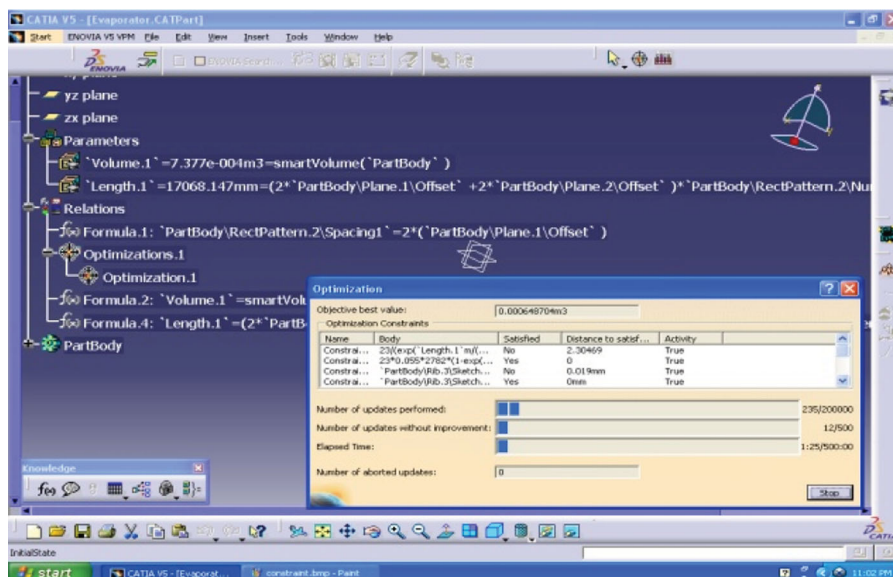 CATIA V5 - [Evaporator.CATPart]
Start ENOVIA V5 VPM File Edit View Insert Tools Window Help
ENOVIA
ENOVIA Search...
yz plane
zx plane
Parameters
`Volume.1`=7.377e-004m3=smartVolume(`PartBody` )
`Length.1`=17068.147mm=(2*`PartBody\Plane.1\Offset` +2*`PartBody\Plane.2\Offset` )*`PartBody\RectPattern.2\Nu
Relations
Formula.1: `PartBody\RectPattern.2\Spacing1`=2*(`PartBody\Plane.1\Offset` )
Optimizations.1
Optimization.1
Formula.2: `Volume.1`=smartVolu
Formula.4: `Length.1`=(2*`PartB
PartBody
Optimization
Objective best value: 0.000648704m3
Optimization Constraints
Name Body Satisfied Distance to satisf... Activity
Constrai... 23/(exp(`Length.1`m/(... No 2.30469 True
Constrai... 23*0.055*2782*(1-exp(... Yes 0 True
Constrai... `PartBody\Rib.3\Sketch... No 0.019mm True
Constrai... `PartBody\Rib.3\Sketch... Yes 0mm True
Number of updates performed: 235/200000
Number of updates without improvement: 12/500
Elapsed Time: 1:25/500:00
Number of aborted updates: 0
Stop
Knowledge
f(x)
CATIA
InitialState
start CATIA V5 - [Evaporat... constraint.bmp - Paint 11:02 PM